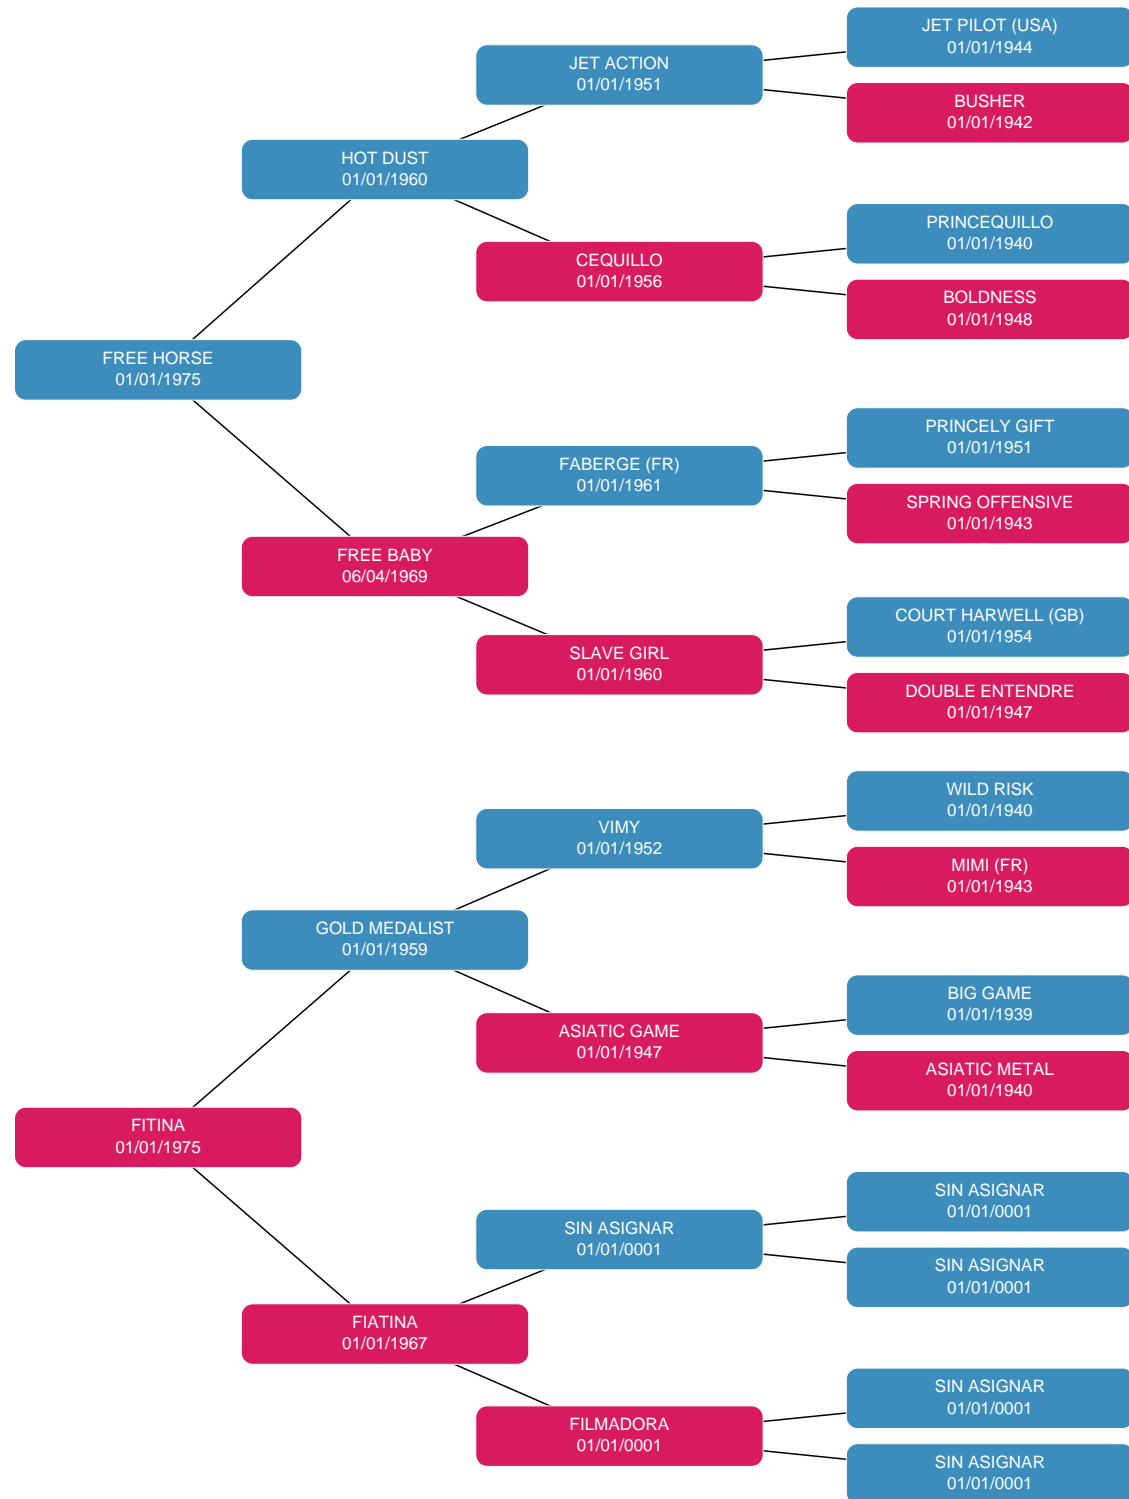 JET PILOT (USA)
01/01/1944
JET ACTION
01/01/1951
BUSHER
01/01/1942
HOT DUST
01/01/1960
PRINCEQUILLO
01/01/1940
CEQUILLO
01/01/1956
BOLDNESS
01/01/1948
FREE HORSE
01/01/1975
PRINCELY GIFT
01/01/1951
FABERGE (FR)
01/01/1961
SPRING OFFENSIVE
01/01/1943
FREE BABY
06/04/1969
COURT HARWELL (GB)
01/01/1954
SLAVE GIRL
01/01/1960
DOUBLE ENTENDRE
01/01/1947
WILD RISK
01/01/1940
VIMY
01/01/1952
MIMI (FR)
01/01/1943
GOLD MEDALIST
01/01/1959
BIG GAME
01/01/1939
ASIATIC GAME
01/01/1947
ASIATIC METAL
01/01/1940
FITINA
01/01/1975
SIN ASIGNAR
01/01/0001
SIN ASIGNAR
01/01/0001
SIN ASIGNAR
01/01/0001
FIATINA
01/01/1967
SIN ASIGNAR
01/01/0001
FILMADORA
01/01/0001
SIN ASIGNAR
01/01/0001